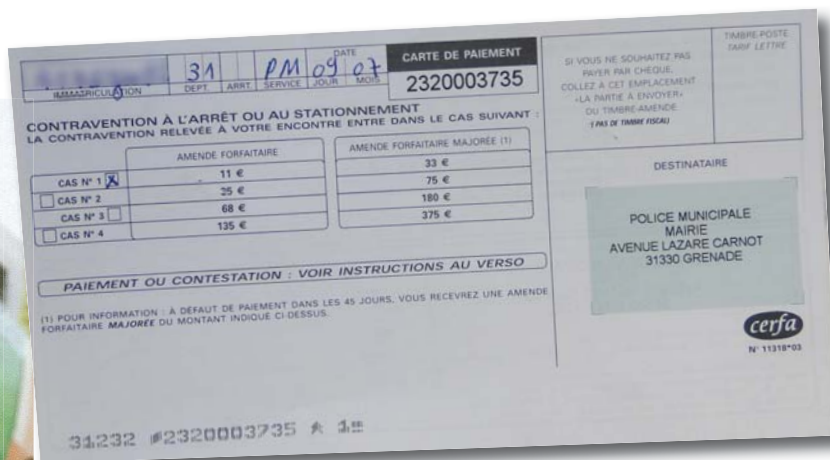 31 PM 09 07
DATE
IMMATRICULATION DEPT. ARRT. SERVICE JOUR MOIS
CARTE DE PAIEMENT
2320003735
CONTRAVENTION À L'ARRÊT OU AU STATIONNEMENT
LA CONTRAVENTION RELEVÉE À VOTRE ENCONTRE ENTRE DANS LE CAS SUIVANT :
AMENDE FORFAITAIRE AMENDE FORFAITAIRE MAJORÉE (1)
CAS N° 1 X 11 € 33 €
CAS N° 2 35 € 75 €
CAS N° 3 68 € 180 €
CAS N° 4 135 € 375 €
PAIEMENT OU CONTESTATION : VOIR INSTRUCTIONS AU VERSO
(1) POUR INFORMATION : À DÉFAUT DE PAIEMENT DANS LES 45 JOURS, VOUS RECEVREZ UNE AMENDE
FORFAITAIRE MAJORÉE DU MONTANT INDIQUÉ CI-DESSUS.
31232 2320003735 1
SI VOUS NE SOUHAITEZ PAS
PAYER PAR CHÈQUE,
COLLEZ À CET EMPLACEMENT
«LA PARTIE À ENVOYER»
DU TIMBRE-AMENDE
(PAS DE TIMBRE FISCAL)
TIMBRE-POSTE
TARIF LETTRE
DESTINATAIRE
POLICE MUNICIPALE
MAIRIE
AVENUE LAZARE CARNOT
31330 GRENADE
cerfa
N° 11318*03